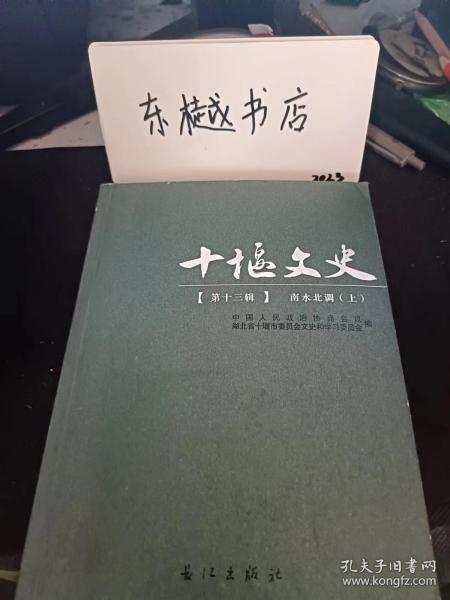 东樾书店
2023
十堰文史
【第十三辑】 南水北调（上）
中国人民政治协商会议
湖北省十堰市委员会文史和学习委员会 编
长江出版社
孔夫子旧书网
www.kongfz.com